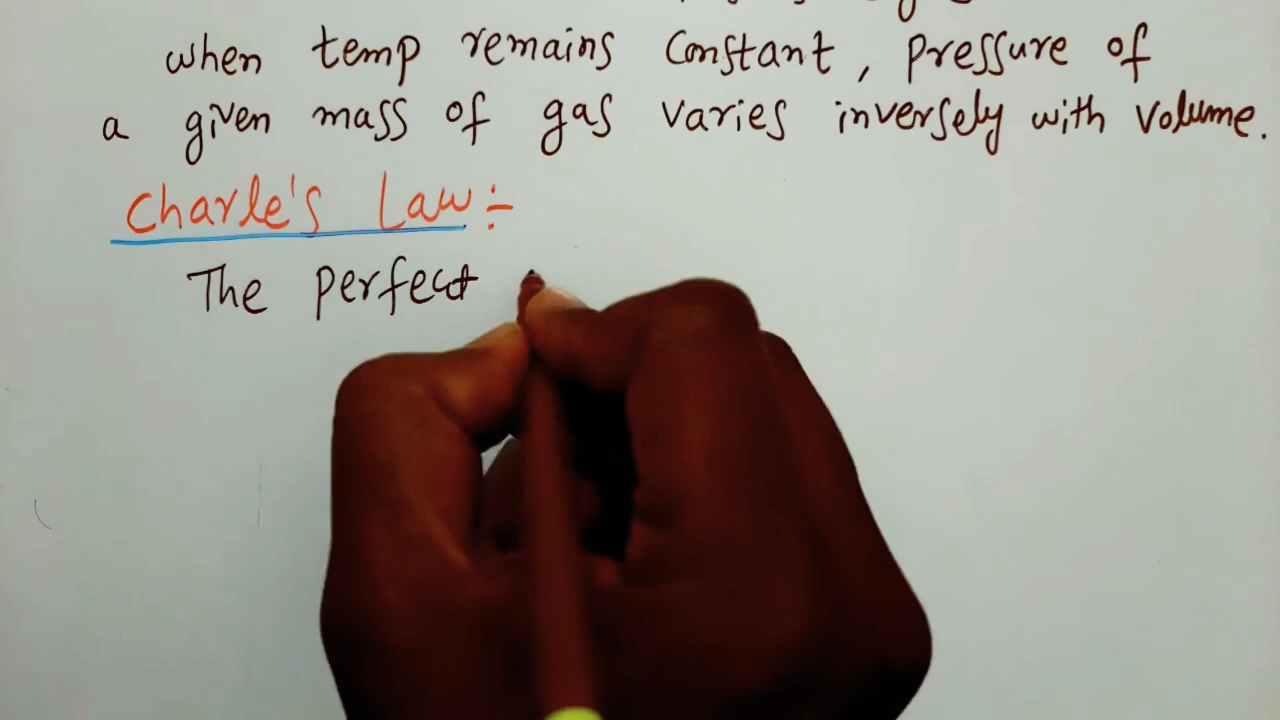 when temp remains constant, pressure of
a given mass of gas varies inversely with volume.
Charle's Law:-
The perfect